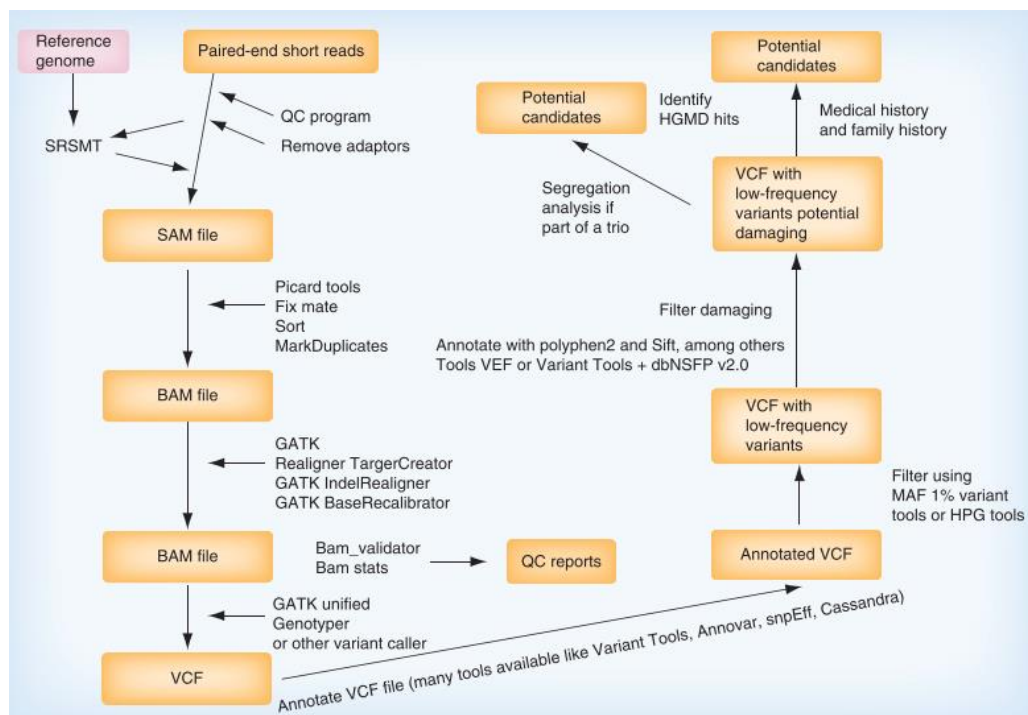 Reference
genome
Paired-end short reads
QC program
Remove adaptors
SRSMT
SAM file
Picard tools
Fix mate
Sort
MarkDuplicates
BAM file
GATK
Realigner TargerCreator
GATK IndelRealigner
GATK BaseRecalibrator
BAM file
Bam_validator
Bam stats
QC reports
GATK unified
Genotyper
or other variant caller
VCF
Annotate VCF file (many tools available like Variant Tools, Annovar, snpEff, Cassandra)
Annotated VCF
Filter using
MAF 1% variant
tools or HPG tools
VCF with
low-frequency
variants
Filter damaging
Annotate with polyphen2 and Sift, among others
Tools VEF or Variant Tools + dbNSFP v2.0
VCF with
low-frequency
variants potential
damaging
Segregation
analysis if
part of a trio
Potential
candidates
Identify
HGMD hits
Medical history
and family history
Potential
candidates